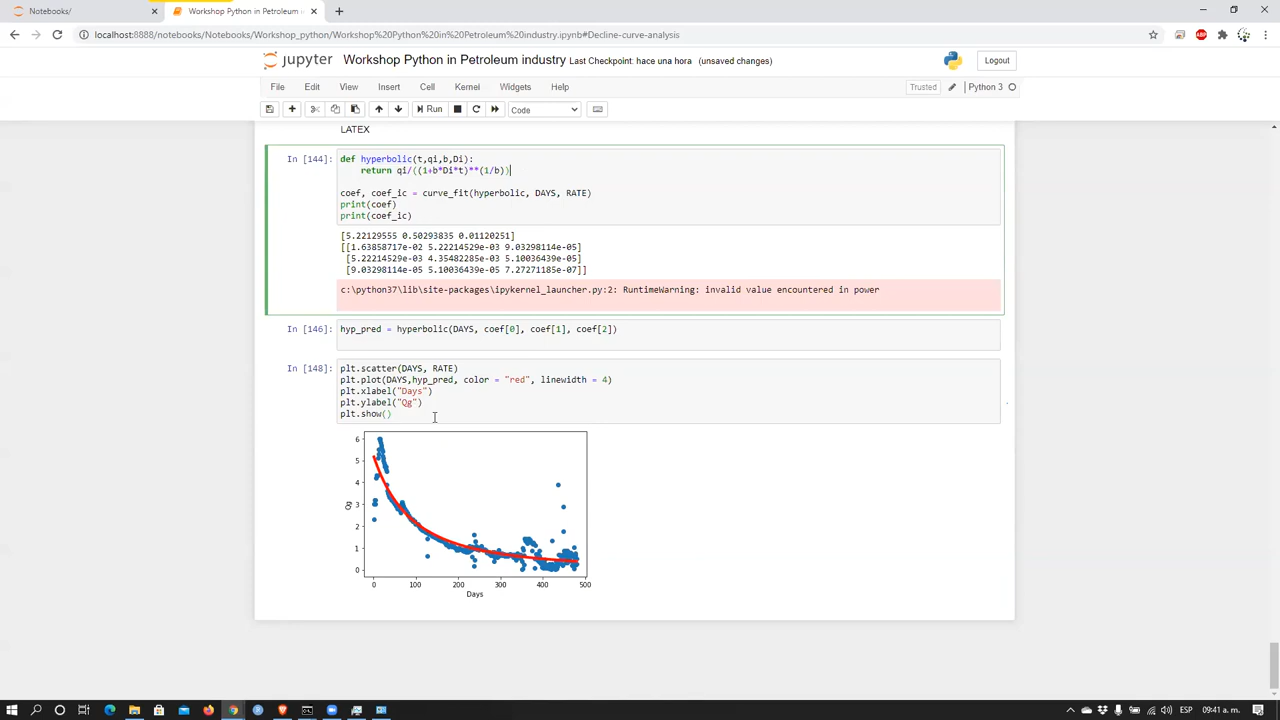 Notebooks/
Workshop Python in Petroleum i
localhost:8888/notebooks/Notebooks/Workshop_python/Workshop%20Python%20in%20Petroleum%20industry.ipynb#Decline-curve-analysis
ABP
jupyter Workshop Python in Petroleum industry Last Checkpoint: hace una hora (unsaved changes)
Logout
File Edit View Insert Cell Kernel Widgets Help
Trusted Python 3
Run Code
LATEX
In [144]: def hyperbolic(t,qi,b,Di):
return qi/((1+b*Di*t)**(1/b))
coef, coef_ic = curve_fit(hyperbolic, DAYS, RATE)
print(coef)
print(coef_ic)
[5.22129555 0.50293835 0.01120251]
[[1.63858717e-02 5.22214529e-03 9.03298114e-05]
[5.22214529e-03 4.35482285e-03 5.10036439e-05]
[9.03298114e-05 5.10036439e-05 7.27271185e-07]]
c:\python37\lib\site-packages\ipykernel_launcher.py:2: RuntimeWarning: invalid value encountered in power
In [146]: hyp_pred = hyperbolic(DAYS, coef[0], coef[1], coef[2])
In [148]: plt.scatter(DAYS, RATE)
plt.plot(DAYS,hyp_pred, color = "red", linewidth = 4)
plt.xlabel("Days")
plt.ylabel("Qg")
plt.show()
6
5
4
3
2
1
0
Qg
0 100 200 300 400 500
Days
ESP 09:41 a. m.